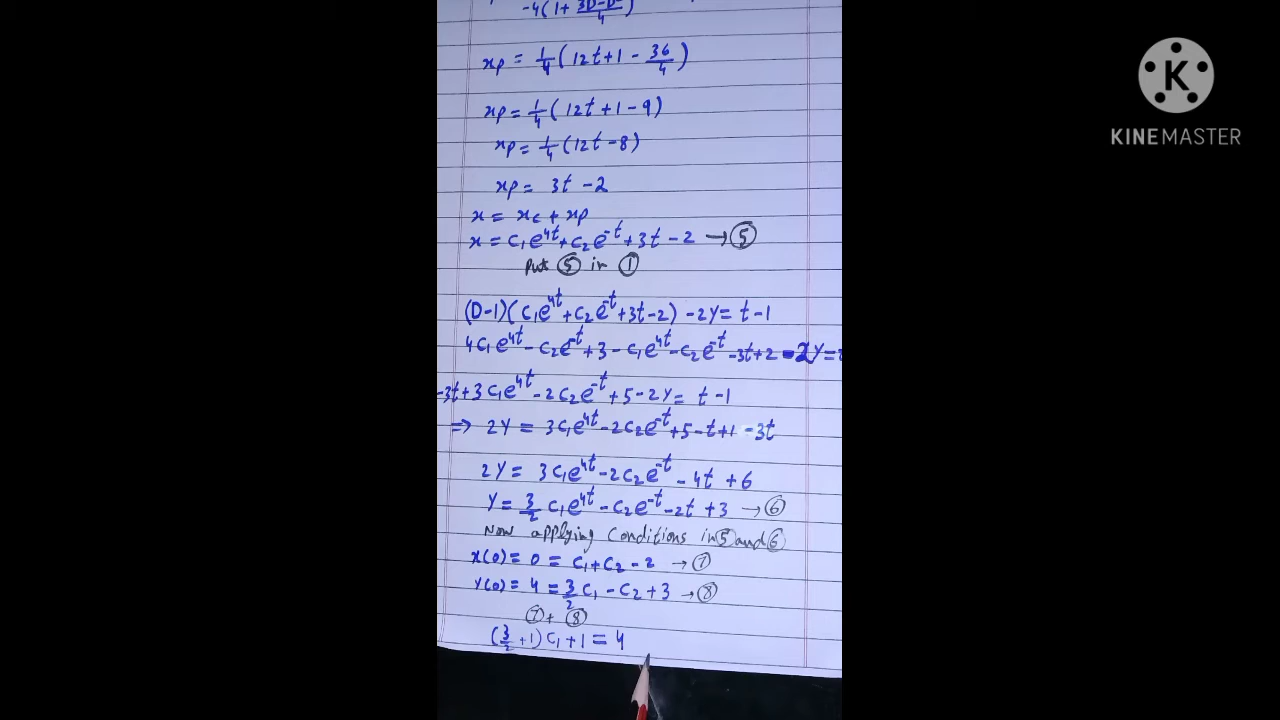 -4(1 + 3D-D²/4)
xp = 1/4 (12t+1 - 36/4)
xp = 1/4 (12t+1-9)
xp = 1/4 (12t-8)
xp = 3t-2
x = xc + xp
x = c₁e^4t + c₂e^-t + 3t - 2 → ⑤
Put ⑤ in ①
(D-1)(c₁e^4t + c₂e^-t + 3t-2) - 2Y = t-1
4c₁e^4t - c₂e^-t + 3 - c₁e^4t - c₂e^-t - 3t + 2 - 2Y =
-3t + 3c₁e^4t - 2c₂e^-t + 5 - 2Y = t-1
⇒ 2Y = 3c₁e^4t - 2c₂e^-t + 5 - t + 1 - 3t
2Y = 3c₁e^4t - 2c₂e^-t - 4t + 6
Y = 3/2 c₁e^4t - c₂e^-t - 2t + 3 → ⑥
Now applying Conditions in ⑤ and ⑥
x(0) = 0 = c₁ + c₂ - 2 → ⑦
Y(0) = 4 = 3/2 c₁ - c₂ + 3 → ⑧
⑦ + ⑧
(3/2 + 1) c₁ + 1 = 4
K
KINEMASTER